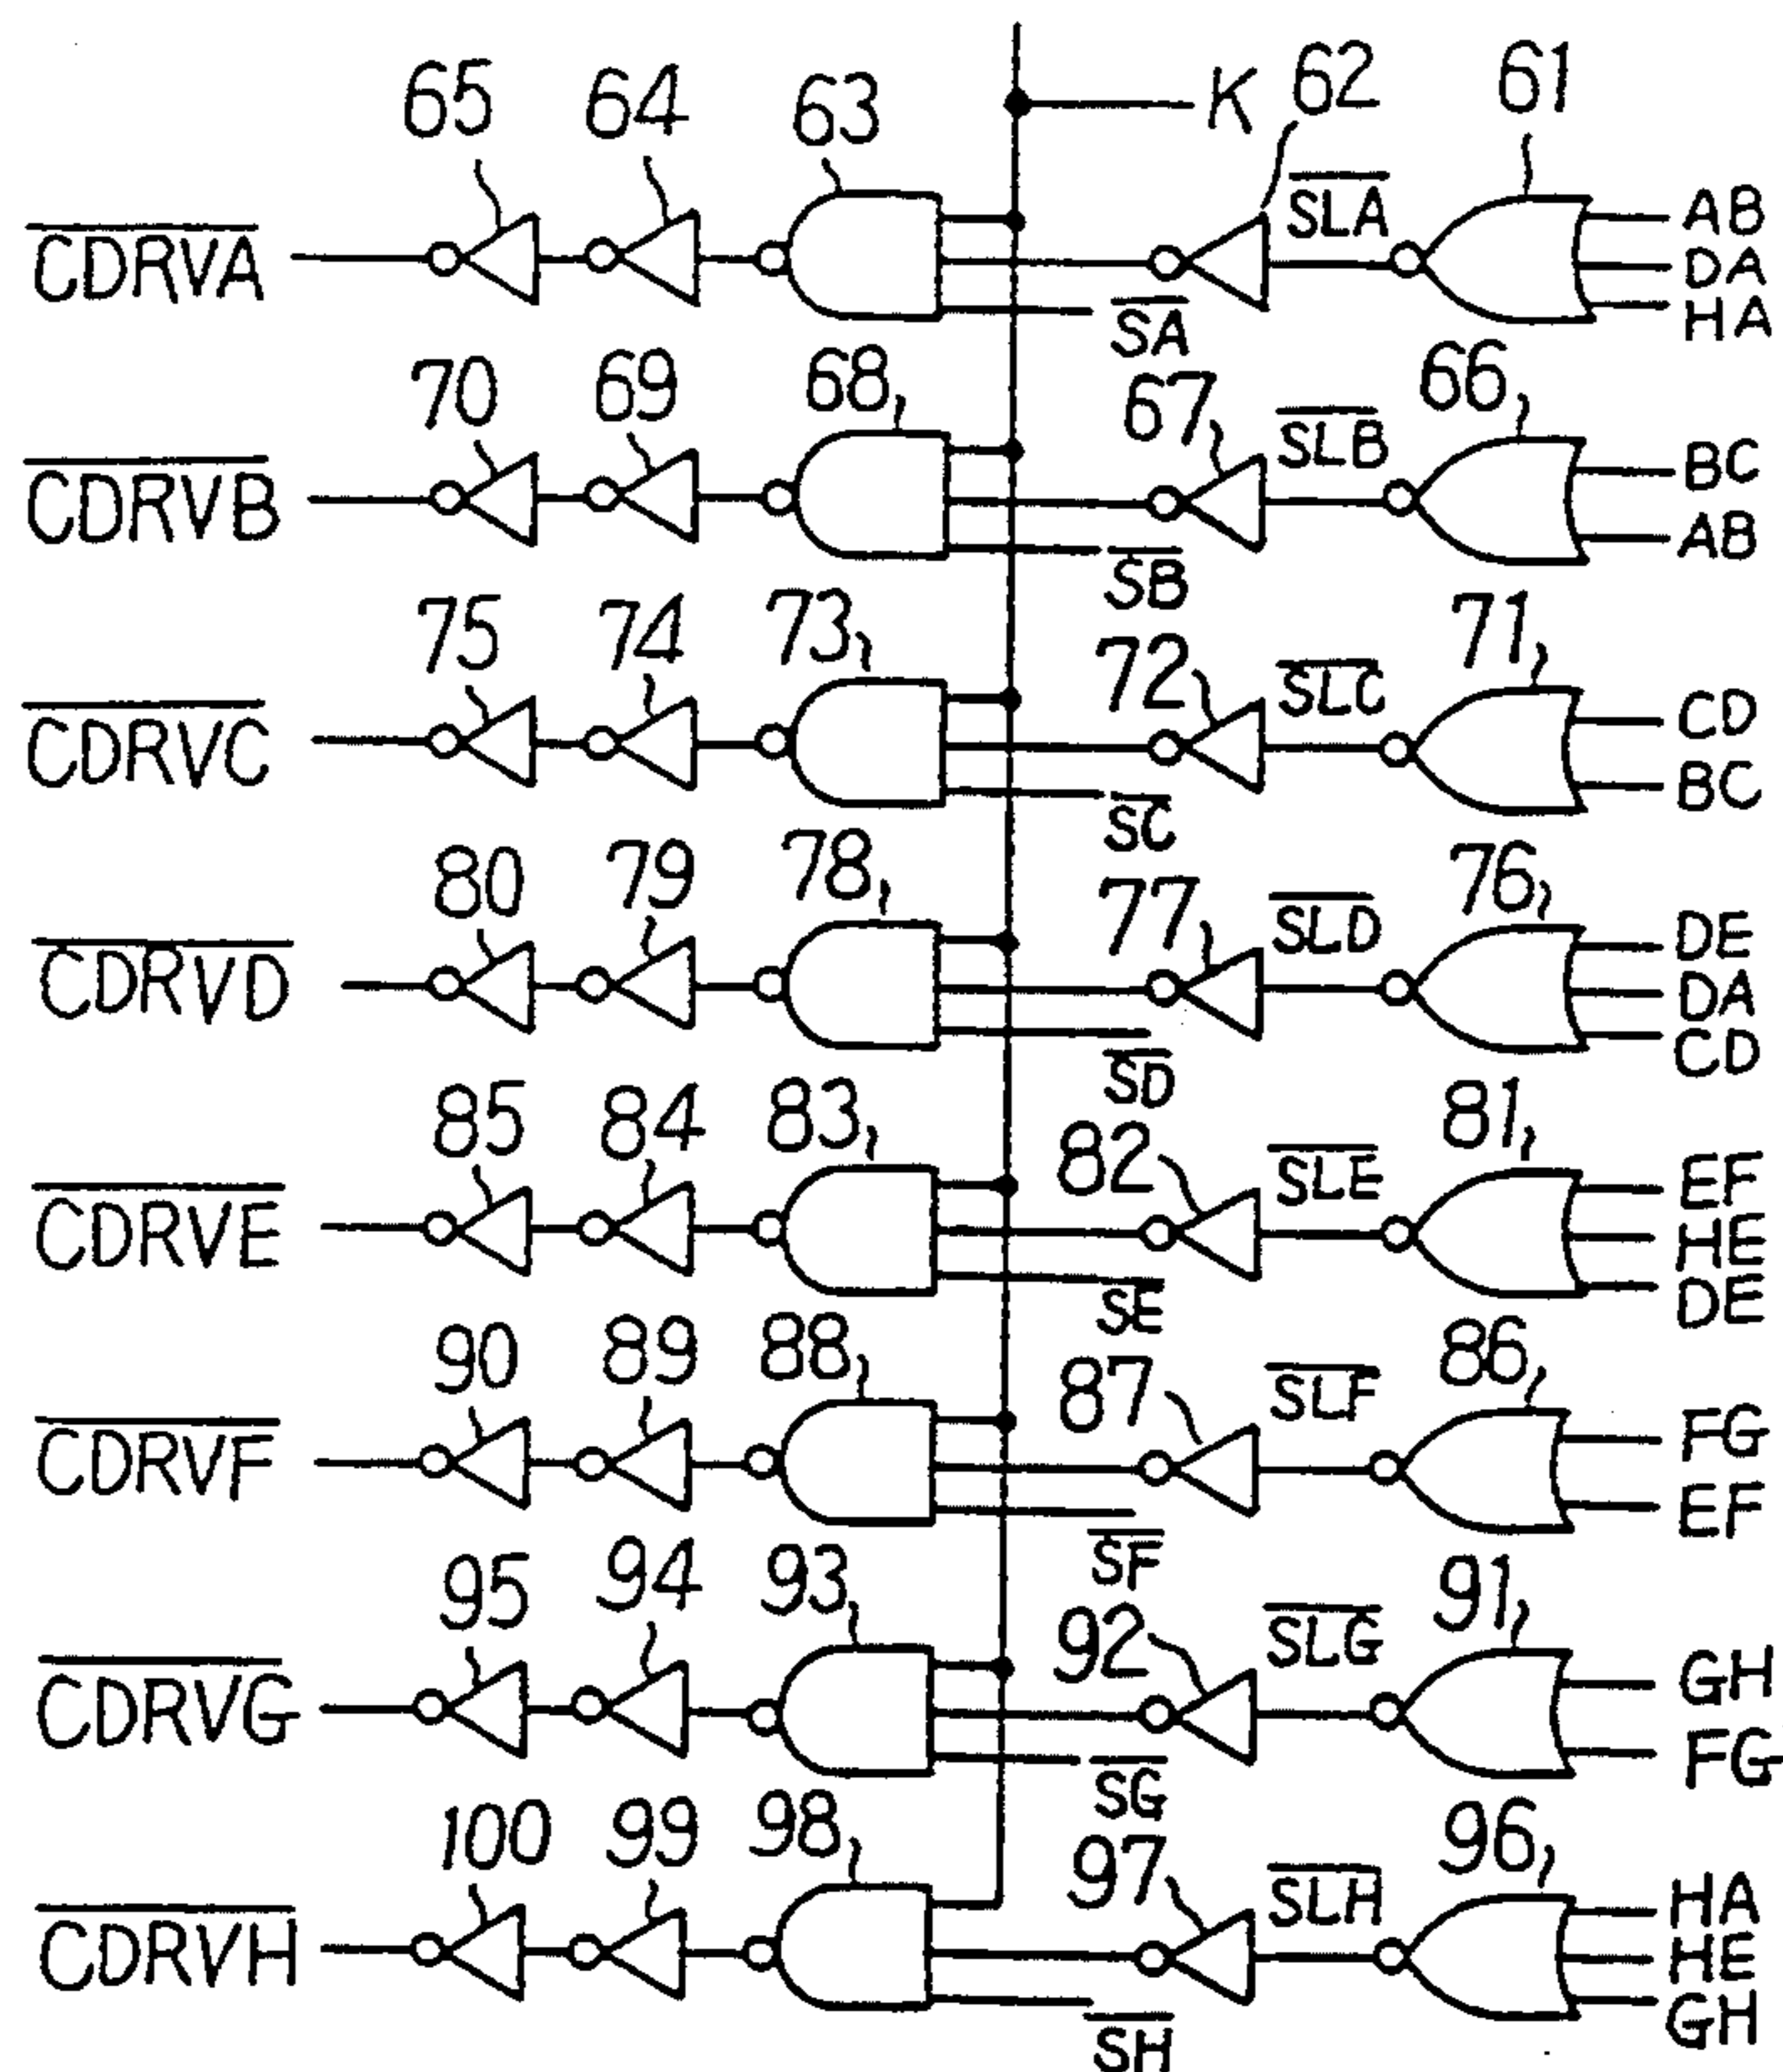 65 64 63 K 62 61
CDRVA SLA AB
DA
SA HA
70 69 68 67 66
CDRVB SLB BC
SB AB
75 74 73 72 71
CDRVC SLC CD
SC BC
80 79 78 77 76
CDRVD SLD DE
DA
SD CD
85 84 83 82 81
CDRVE SLE EF
HE
SE DE
90 89 88 87 86
CDRVF SLF FG
SF EF
95 94 93 92 91
CDRVG SLG GH
SG FG
100 99 98 97 96
CDRVH SLH HA
HE
SH GH